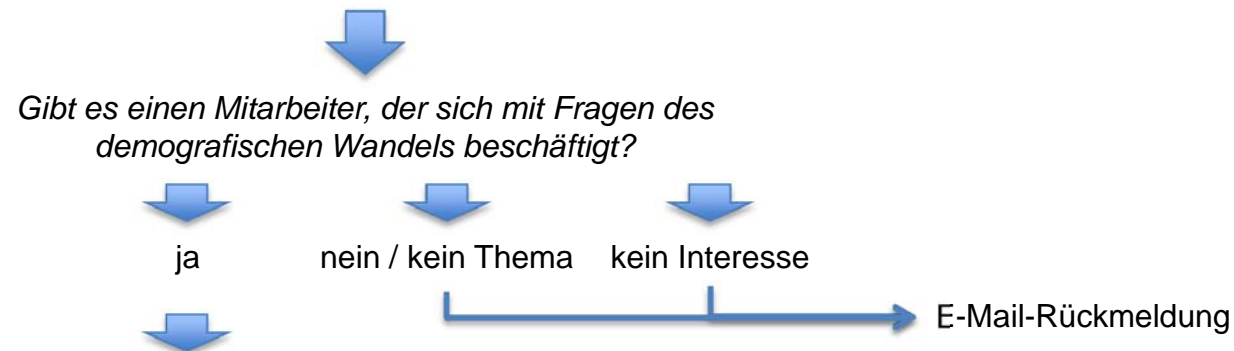 Gibt es einen Mitarbeiter, der sich mit Fragen des
demografischen Wandels beschäftigt?
ja nein / kein Thema kein Interesse
E-Mail-Rückmeldung